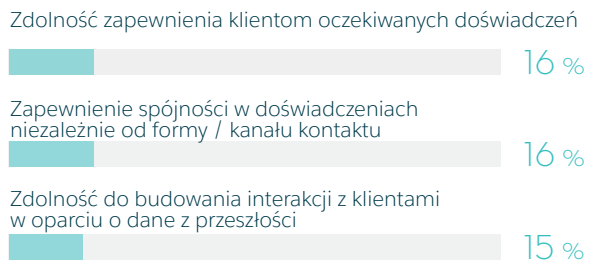 Zdolność zapewnienia klientom oczekiwanych doświadczeń
16 %
Zapewnienie spójności w doświadczeniach
niezależnie od formy / kanału kontaktu
16 %
Zdolność do budowania interakcji z klientami
w oparciu o dane z przeszłości
15 %